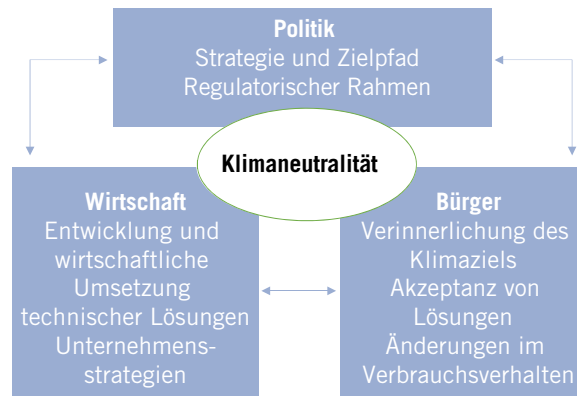 Politik
Strategie und Zielpfad
Regulatorischer Rahmen
Klimaneutralität
Wirtschaft
Entwicklung und
wirtschaftliche
Umsetzung
technischer Lösungen
Unternehmens-
strategien
Bürger
Verinnerlichung des
Klimaziels
Akzeptanz von
Lösungen
Änderungen im
Verbrauchsverhalten